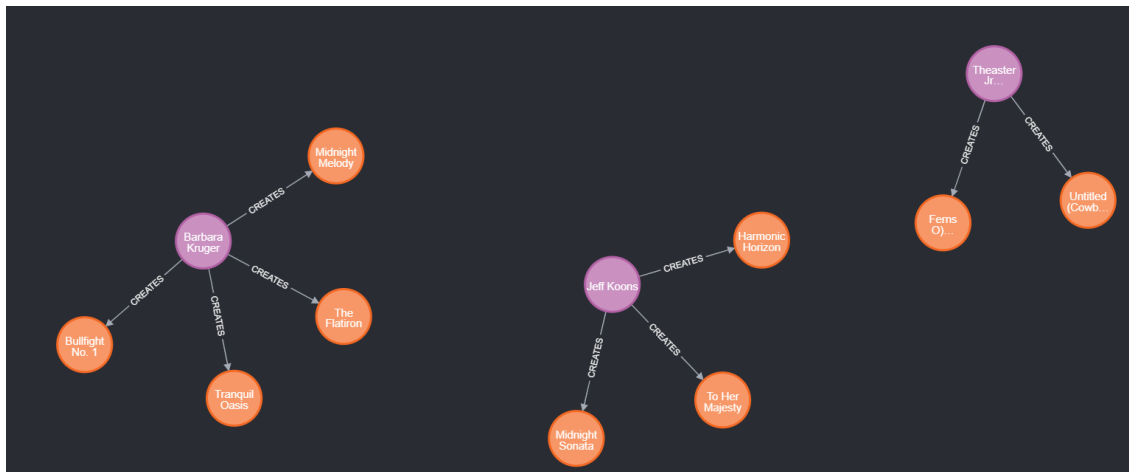 Theaster
Jr...
CREATES
CREATES
Ferns
O)...
Untitled
(Cowb...
Midnight
Melody
CREATES
Barbara
Kruger
CREATES
CREATES
CREATES
The
Flatiron
Bullfight
No. 1
Tranquil
Oasis
Harmonic
Horizon
CREATES
Jeff Koons
CREATES
CREATES
To Her
Majesty
Midnight
Sonata